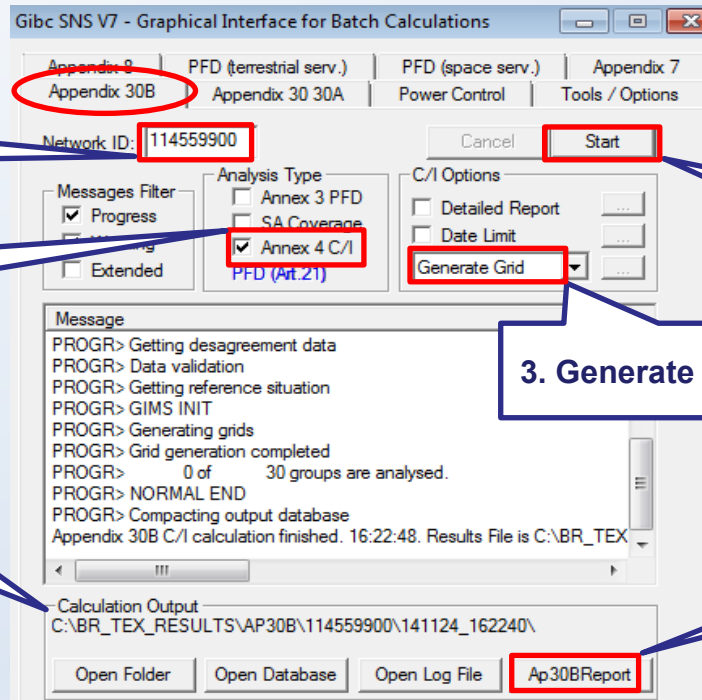 Gibc SNS V7 - Graphical Interface for Batch Calculations
Appendix 8 PFD (terrestrial serv.) PFD (space serv.) Appendix 7
Appendix 30B Appendix 30 30A Power Control Tools / Options
Network ID: 114559900 Cancel Start
Messages Filter Analysis Type C/I Options
Progress Annex 3 PFD Detailed Report ...
SA Coverage Date Limit ...
Extended Annex 4 C/I Generate Grid ...
PFD (Art.21)
Message
PROGR> Getting desagreement data
PROGR> Data validation
PROGR> Getting reference situation
PROGR> GIMS INIT
PROGR> Generating grids
PROGR> Grid generation completed
PROGR> 0 of 30 groups are analysed.
PROGR> NORMAL END
PROGR> Compacting output database
Appendix 30B C/I calculation finished. 16:22:48. Results File is C:\BR_TEX
3. Generate
Calculation Output
C:\BR_TEX_RESULTS\AP30B\114559900\141124_162240\
Open Folder Open Database Open Log File Ap30BReport